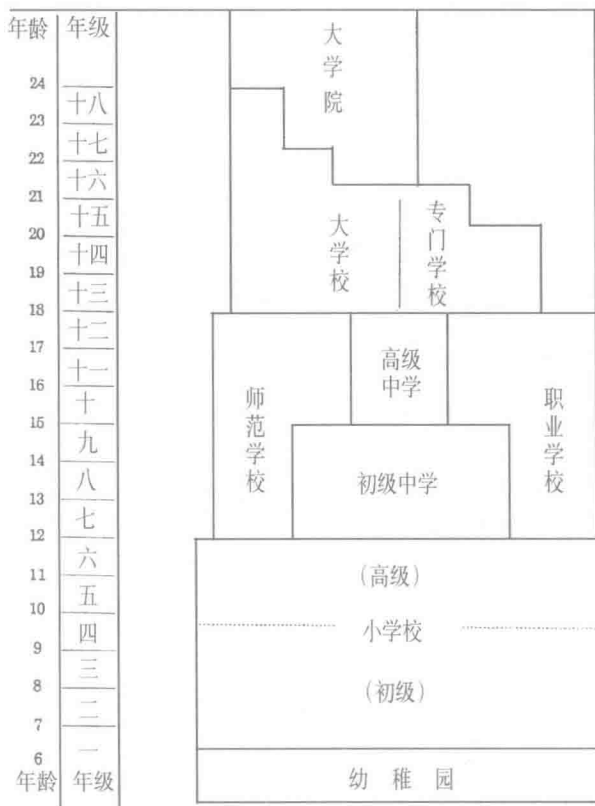 年龄 年级
大学院
24
十八
23
十七
22
十六
21
十五
大学校
专门学校
20
十四
19
十三
18
十二
17
十一
高级
中学
16
十
师范学校
职业学校
15
九
14
八
初级中学
13
七
12
六
(高级)
11
五
10
四
小学校
9
三
8
二
(初级)
7
一
6
年龄 年级
幼稚园